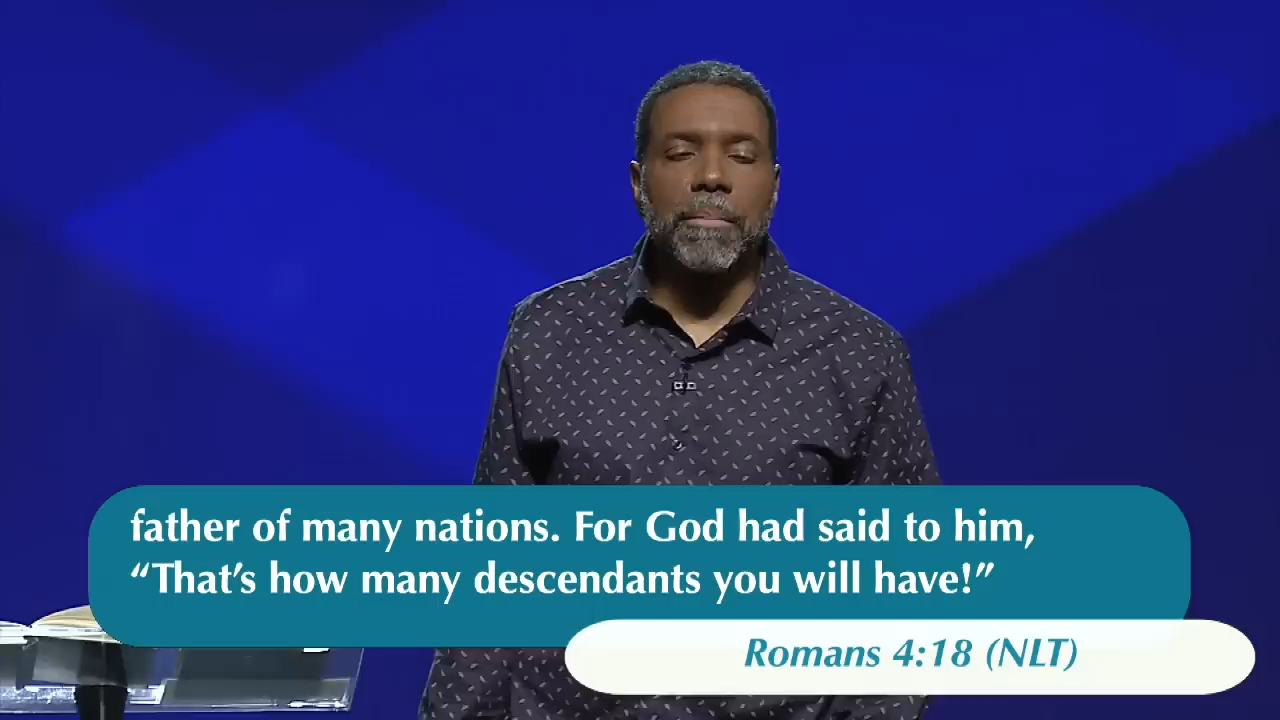 father of many nations. For God had said to him,
“That’s how many descendants you will have!”
Romans 4:18 (NLT)